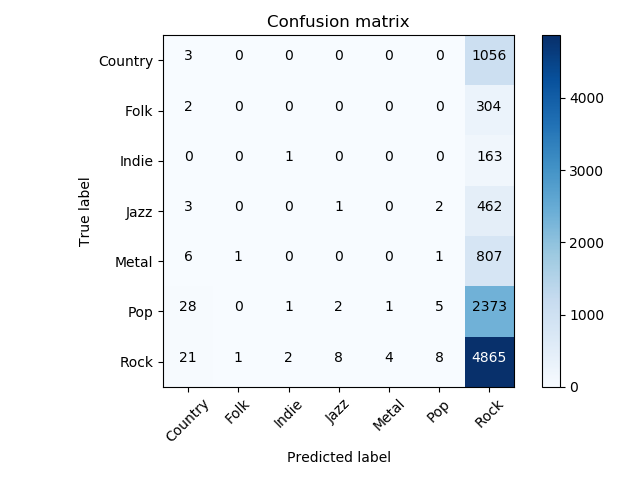 Confusion matrix
Country 3 0 0 0 0 0 1056
Folk 2 0 0 0 0 0 304
Indie 0 0 1 0 0 0 163
Jazz 3 0 0 1 0 2 462
Metal 6 1 0 0 0 1 807
Pop 28 0 1 2 1 5 2373
Rock 21 1 2 8 4 8 4865
Country Folk Indie Jazz Metal Pop Rock
True label
Predicted label
4000
3000
2000
1000
0